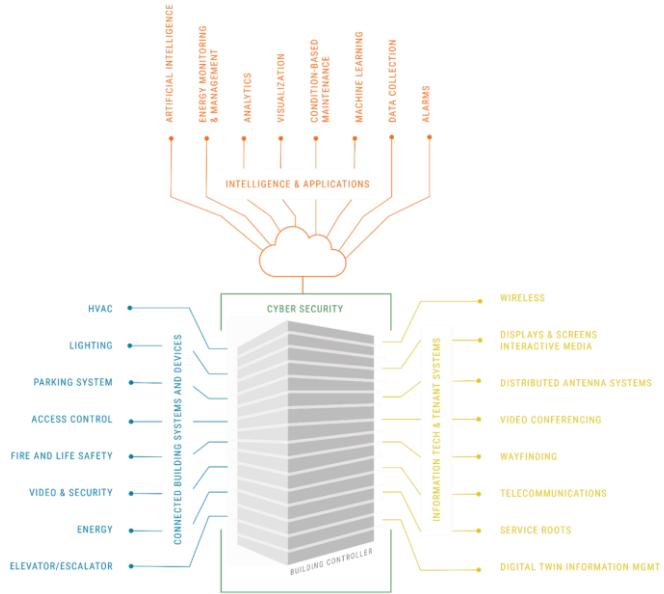 ARTIFICIAL INTELLIGENCE
ENERGY MONITORING
& MANAGEMENT
ANALYTICS
VISUALIZATION
CONDITION-BASED
MAINTENANCE
MACHINE LEARNING
DATA COLLECTION
ALARMS
INTELLIGENCE & APPLICATIONS
CYBER SECURITY
HVAC
LIGHTING
PARKING SYSTEM
ACCESS CONTROL
FIRE AND LIFE SAFETY
VIDEO & SECURITY
ENERGY
ELEVATOR/ESCALATOR
CONNECTED BUILDING SYSTEMS AND DEVICES
BUILDING CONTROLLER
INFORMATION TECH & TENANT SYSTEMS
WIRELESS
DISPLAYS & SCREENS
INTERACTIVE MEDIA
DISTRIBUTED ANTENNA SYSTEMS
VIDEO CONFERENCING
WAYFINDING
TELECOMMUNICATIONS
SERVICE ROOTS
DIGITAL TWIN INFORMATION MGMT